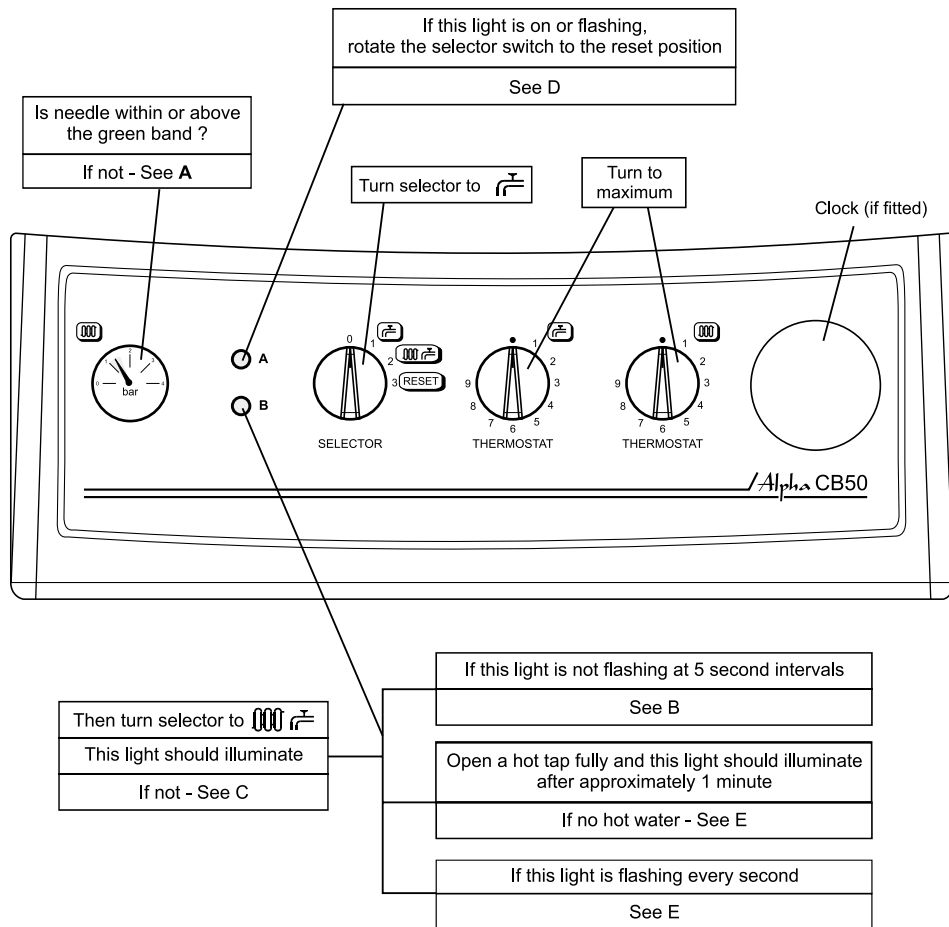 If this light is on or flashing,
rotate the selector switch to the reset position
See D
Is needle within or above
the green band ?
If not - See A
Turn selector to
Turn to
maximum
Clock (if fitted)
0 1 2 3 4
bar
A
B
0 1 2 3 RESET
SELECTOR
1 2 3 4 5 6 7 8 9
THERMOSTAT
1 2 3 4 5 6 7 8 9
THERMOSTAT
Alpha CB50
Then turn selector to
This light should illuminate
If not - See C
If this light is not flashing at 5 second intervals
See B
Open a hot tap fully and this light should illuminate
after approximately 1 minute
If no hot water - See E
If this light is flashing every second
See E